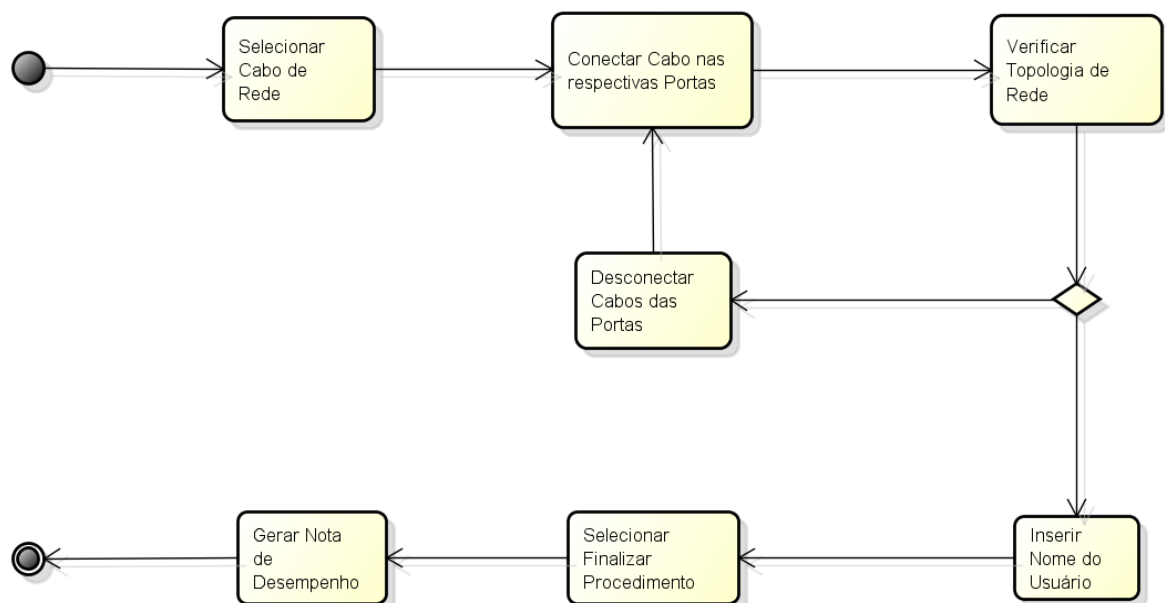 Selecionar
Cabo de
Rede
Conectar Cabo nas
respectivas Portas
Verificar
Topologia de
Rede
Desconectar
Cabos das
Portas
Gerar Nota
de
Desempenho
Selecionar
Finalizar
Procedimento
Inserir
Nome do
Usuário